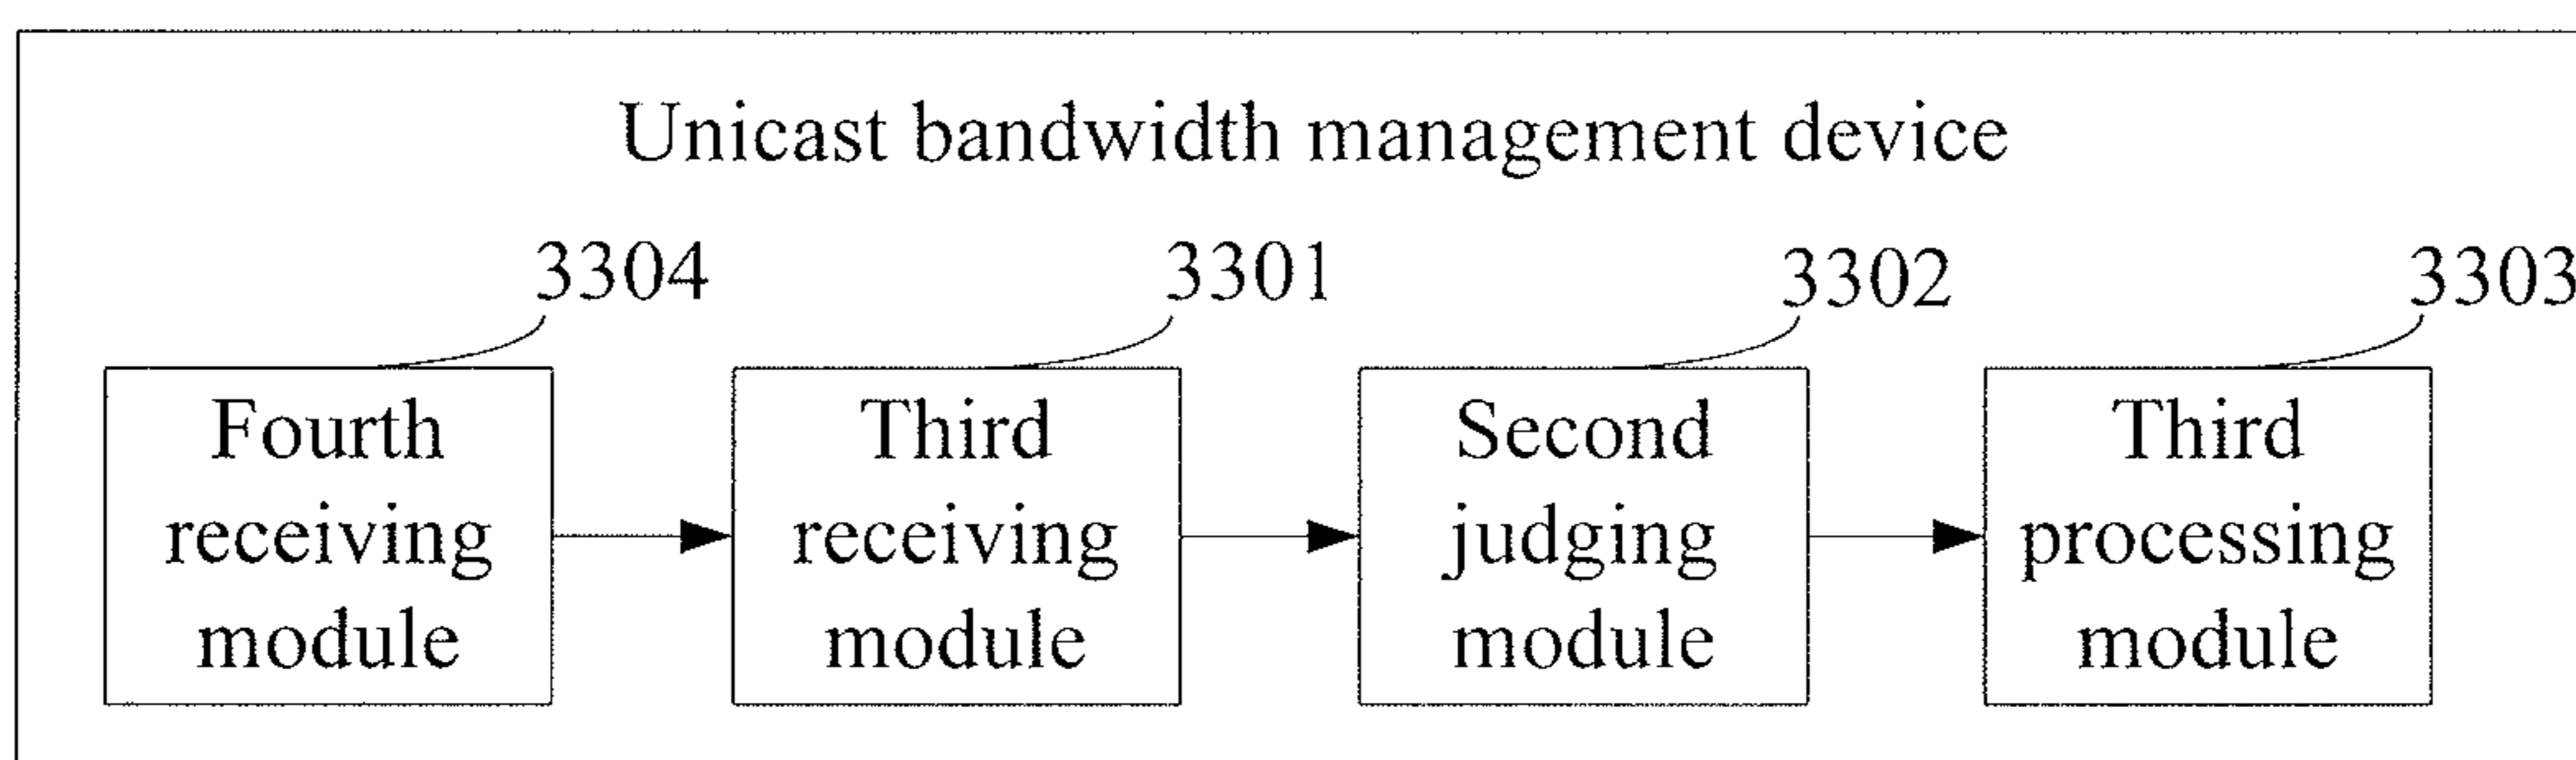 Unicast bandwidth management device
3304 3301 3302 3303
Fourth Third Second Third
receiving receiving judging processing
module module module module